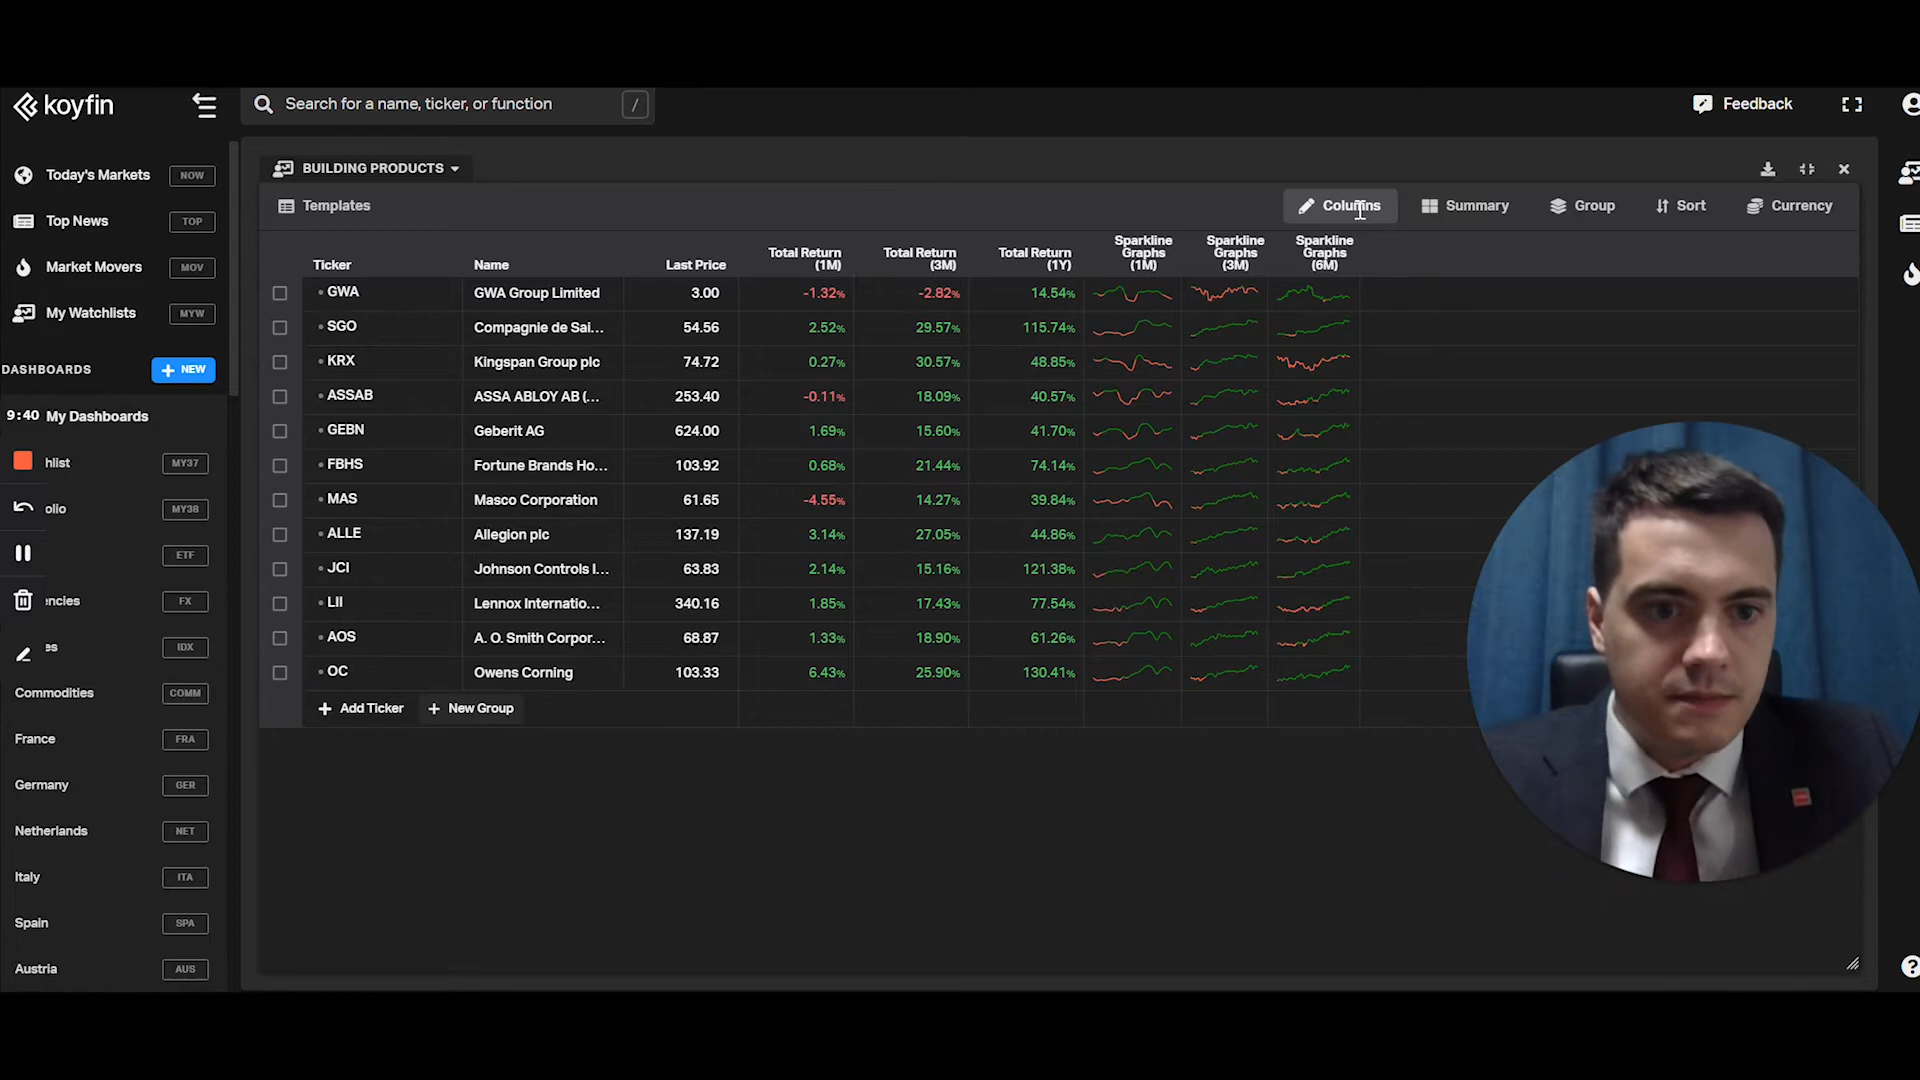 koyfin
Search for a name, ticker, or function
/
Feedback
Today's Markets NOW
Top News TOP
Market Movers MOV
My Watchlists MYW
DASHBOARDS
NEW
9:40 My Dashboards
hlist MY37
olio MY38
ETF
encies FX
es IDX
Commodities COMM
France FRA
Germany GER
Netherlands NET
Italy ITA
Spain SPA
Austria AUS
BUILDING PRODUCTS
Templates
Columns
Summary
Group
Sort
Currency
Ticker Name Last Price Total Return (1M) Total Return (3M) Total Return (1Y) Sparkline Graphs (1M) Sparkline Graphs (3M) Sparkline Graphs (6M)
GWA GWA Group Limited 3.00 -1.32% -2.82% 14.54%
SGO Compagnie de Sai... 54.56 2.52% 29.57% 115.74%
KRX Kingspan Group plc 74.72 0.27% 30.57% 48.85%
ASSAB ASSA ABLOY AB (... 253.40 -0.11% 18.09% 40.57%
GEBN Geberit AG 624.00 1.69% 15.60% 41.70%
FBHS Fortune Brands Ho... 103.92 0.68% 21.44% 74.14%
MAS Masco Corporation 61.65 -4.55% 14.27% 39.84%
ALLE Allegion plc 137.19 3.14% 27.05% 44.86%
JCI Johnson Controls I... 63.83 2.14% 15.16% 121.38%
LII Lennox Internatio... 340.16 1.85% 17.43% 77.54%
AOS A. O. Smith Corpor... 68.87 1.33% 18.90% 61.26%
OC Owens Corning 103.33 6.43% 25.90% 130.41%
+ Add Ticker + New Group
?